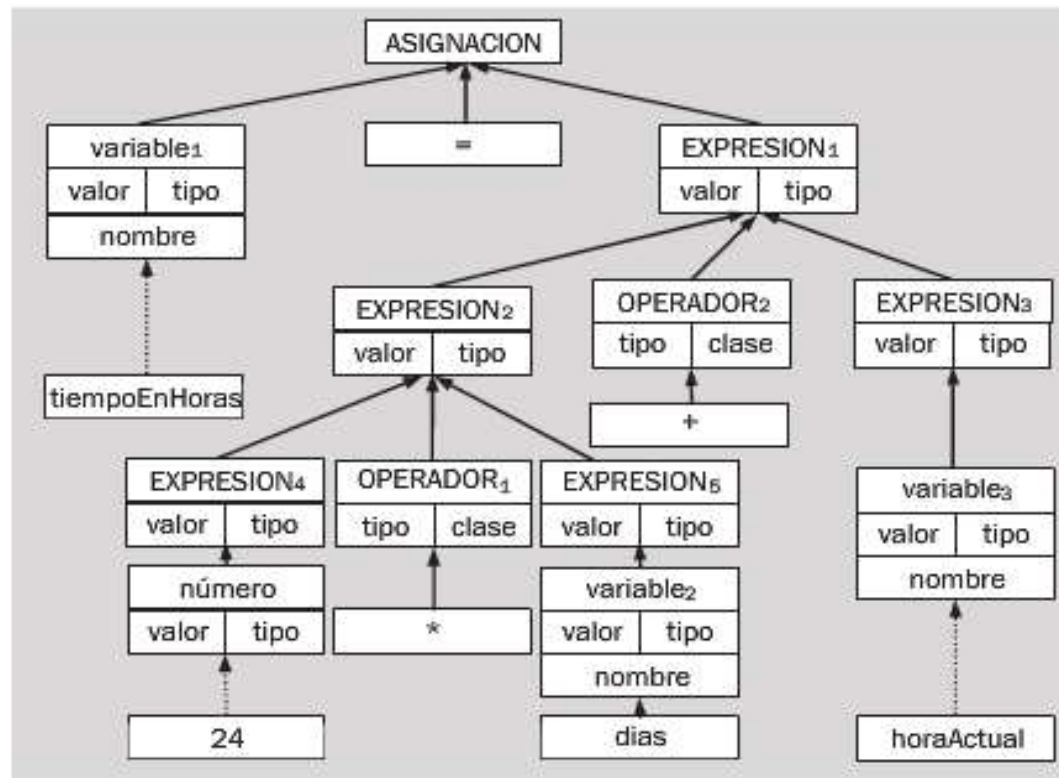 ASIGNACION
variable₁
=
EXPRESION₁
valor tipo
valor tipo
nombre
EXPRESION₂
OPERADOR₂
EXPRESION₃
valor tipo
tipo clase
valor tipo
tiempoEnHoras
+
EXPRESION₄
OPERADOR₁
EXPRESION₅
variable₃
valor tipo
tipo clase
valor tipo
valor tipo
número
variable₂
nombre
valor tipo
*
valor tipo
nombre
24
dias
horaActual